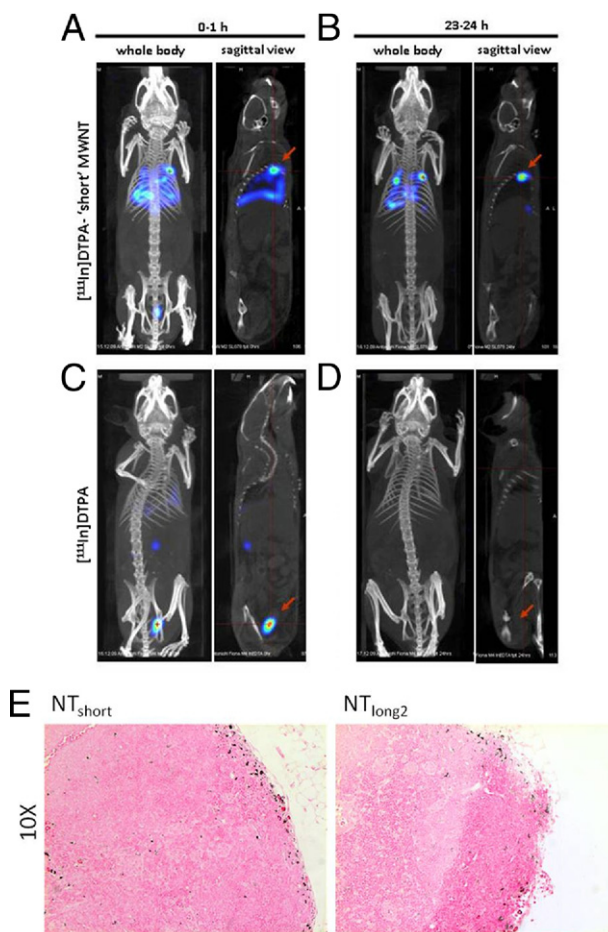 0-1 h
23-24 h
A
B
whole body
sagittal view
whole body
sagittal view
[¹¹¹In]DTPA- 'short' MWNT
C
D
[¹¹¹In]DTPA
E
NTshort
NTlong2
10X